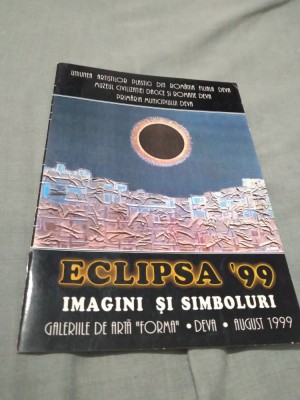 UNIUNEA ARTIȘTILOR PLASTICI DIN ROMÂNIA FILIALA DEVA
MUZEUL CIVILIZAȚIEI DACICE ȘI ROMANE DEVA
PRIMĂRIA MUNICIPIULUI DEVA
ECLIPSA '99
IMAGINI ȘI SIMBOLURI
GALERIILE DE ARTĂ "FORMA" • DEVA • AUGUST 1999